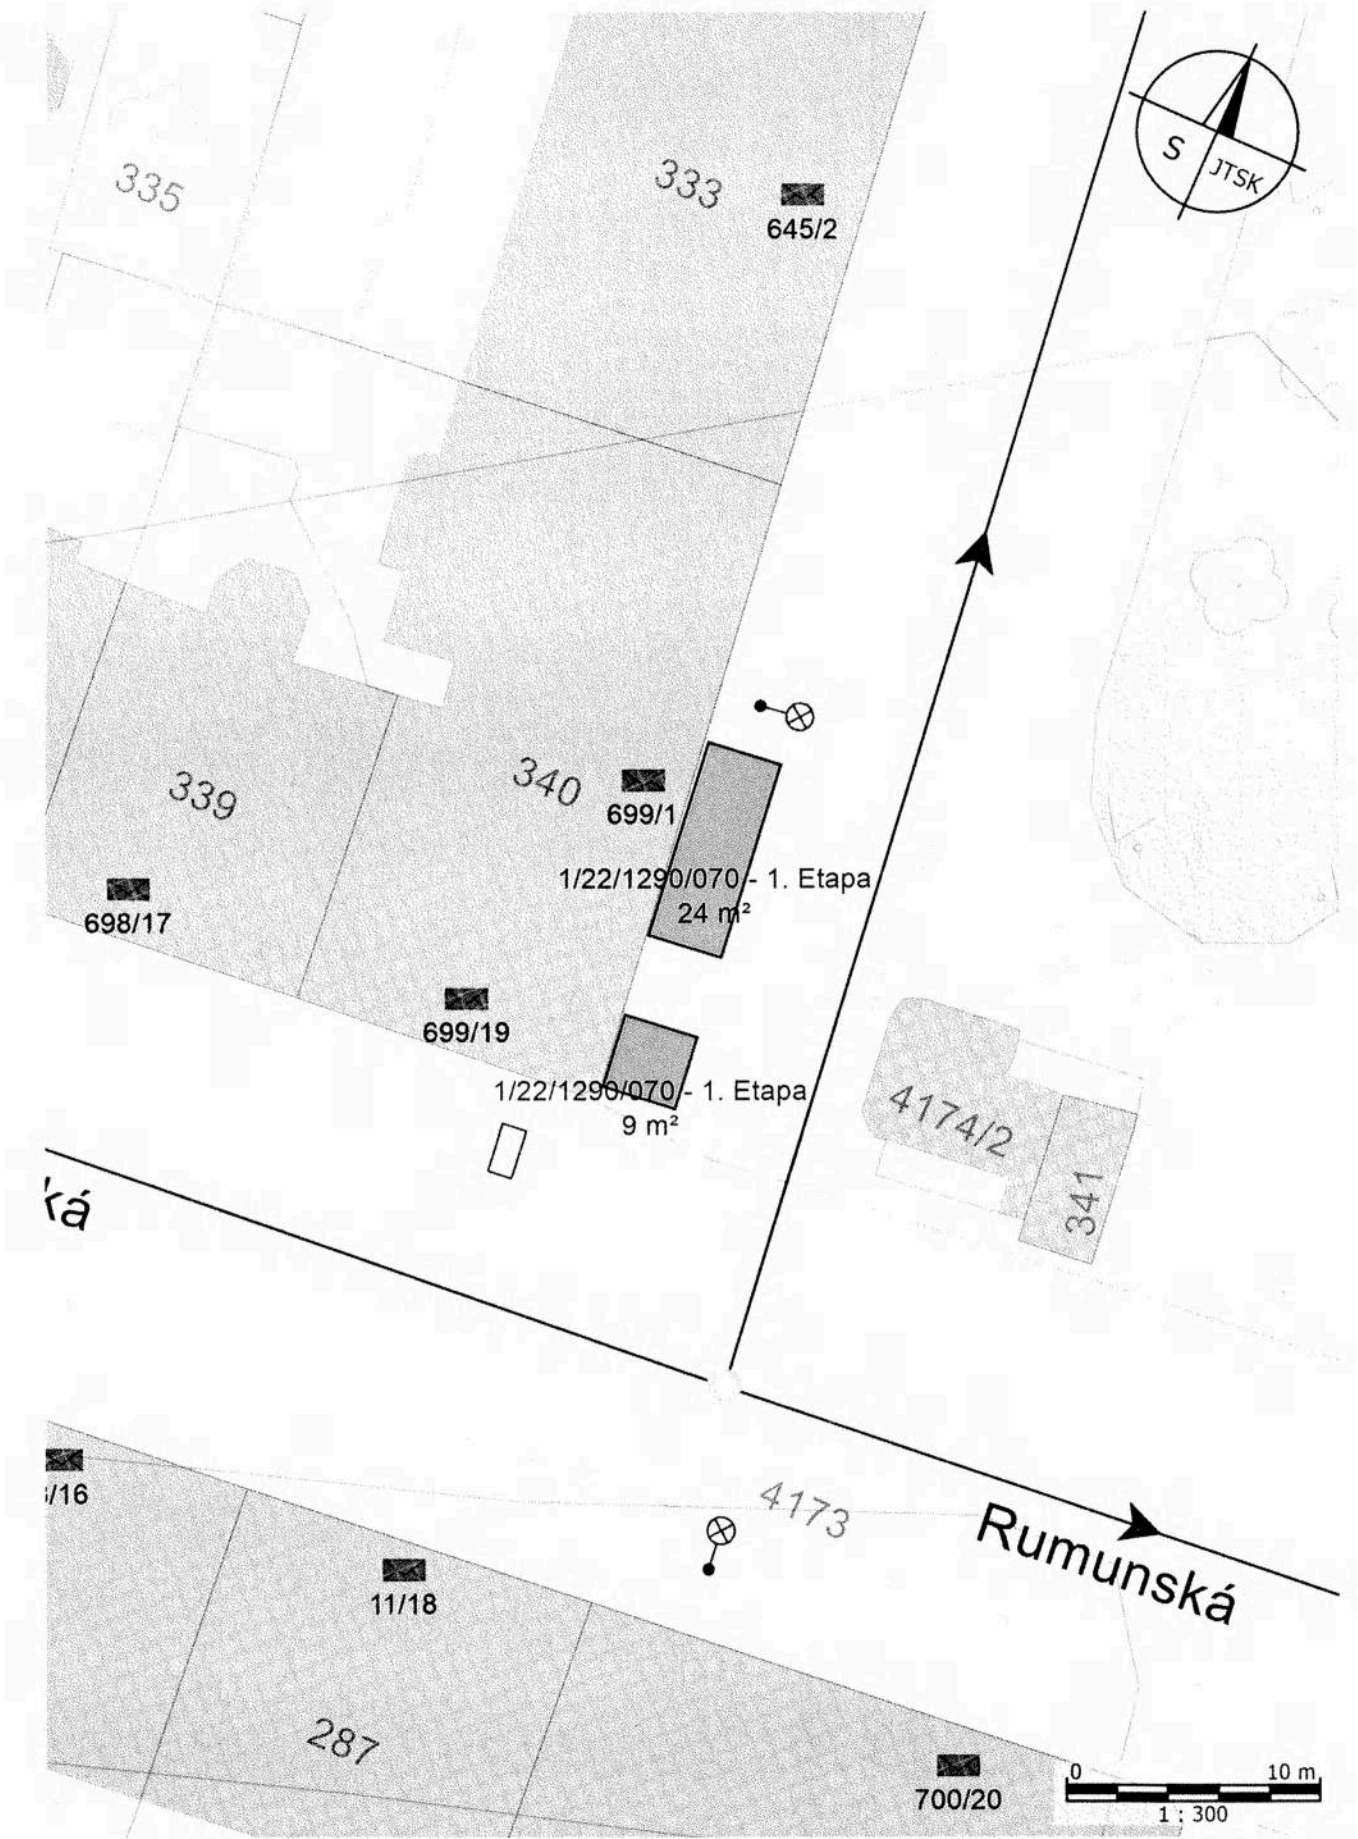 335
333
645/2
S
JTSK
339
340
699/1
1/22/1290/070 - 1. Etapa
24 m²
698/17
699/19
1/22/1290/070 - 1. Etapa
9 m²
4174/2
341
ká
/16
4173
Rumunská
11/18
287
700/20
0 10 m
1 : 300